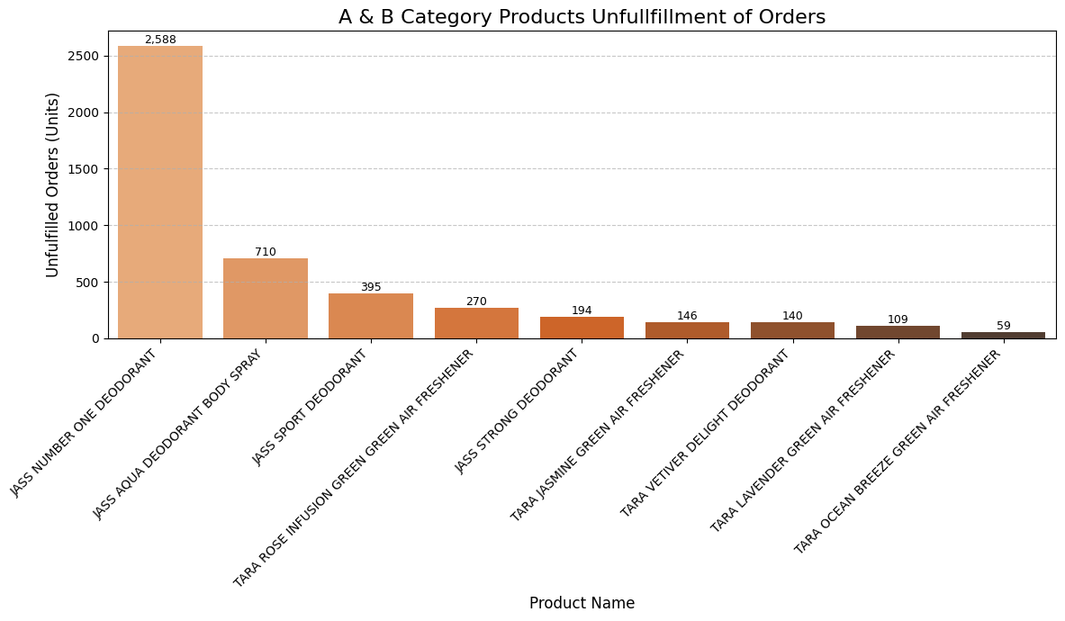 A & B Category Products Unfullfillment of Orders
Unfulfilled Orders (Units)
2500
2000
1500
1000
500
0
2,588
710
395
270
194
146
140
109
59
JASS NUMBER ONE DEODORANT
JASS AQUA DEODORANT BODY SPRAY
JASS SPORT DEODORANT
TARA ROSE INFUSION GREEN GREEN AIR FRESHENER
JASS STRONG DEODORANT
TARA JASMINE GREEN AIR FRESHENER
TARA VETIVER DELIGHT DEODORANT
TARA LAVENDER GREEN AIR FRESHENER
TARA OCEAN BREEZE GREEN AIR FRESHENER
Product Name